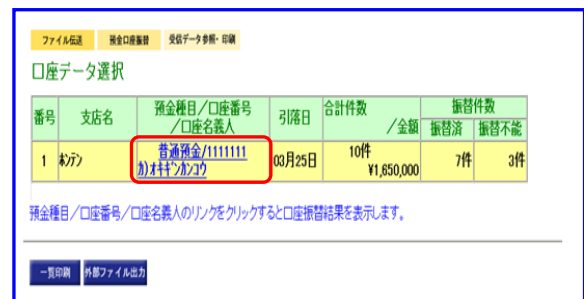 ファイル伝送 預金口座振替 受信データ参照・印刷
口座データ選択
番号 支店名 預金種目／口座番号／口座名義人 引落日 合計件数／金額 振替件数
振替済 振替不能
1 ﾎﾝﾃﾝ 普通預金/1111111 03月25日 10件 7件 3件
ｶ)ｵｷｷﾞﾝｶﾝｺｳ ¥1,650,000
預金種目／口座番号／口座名義人のリンクをクリックすると口座振替結果を表示します。
一覧印刷 外部ファイル出力